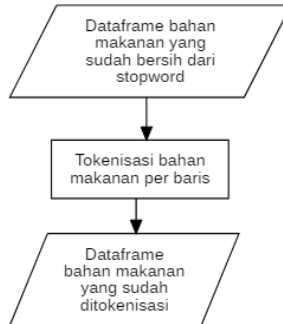 Dataframe bahan
makanan yang
sudah bersih dari
stopword
Tokenisasi bahan
makanan per baris
Dataframe
bahan makanan
yang sudah
ditokenisasi